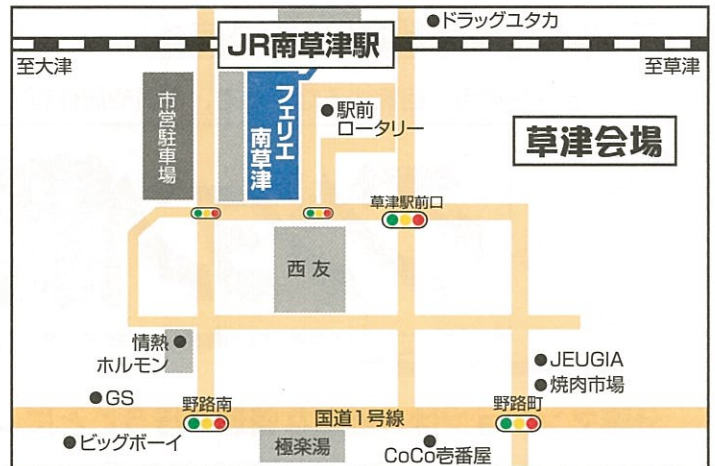 ドラッグユタカ
JR南草津駅
至大津
至草津
市営駐車場
フェリエ
南草津
駅前
ロータリー
草津会場
草津駅前口
西友
情熱
ホルモン
JEUGIA
焼肉市場
GS
野路南
国道1号線
野路町
ビッグボーイ
極楽湯
CoCo壱番屋